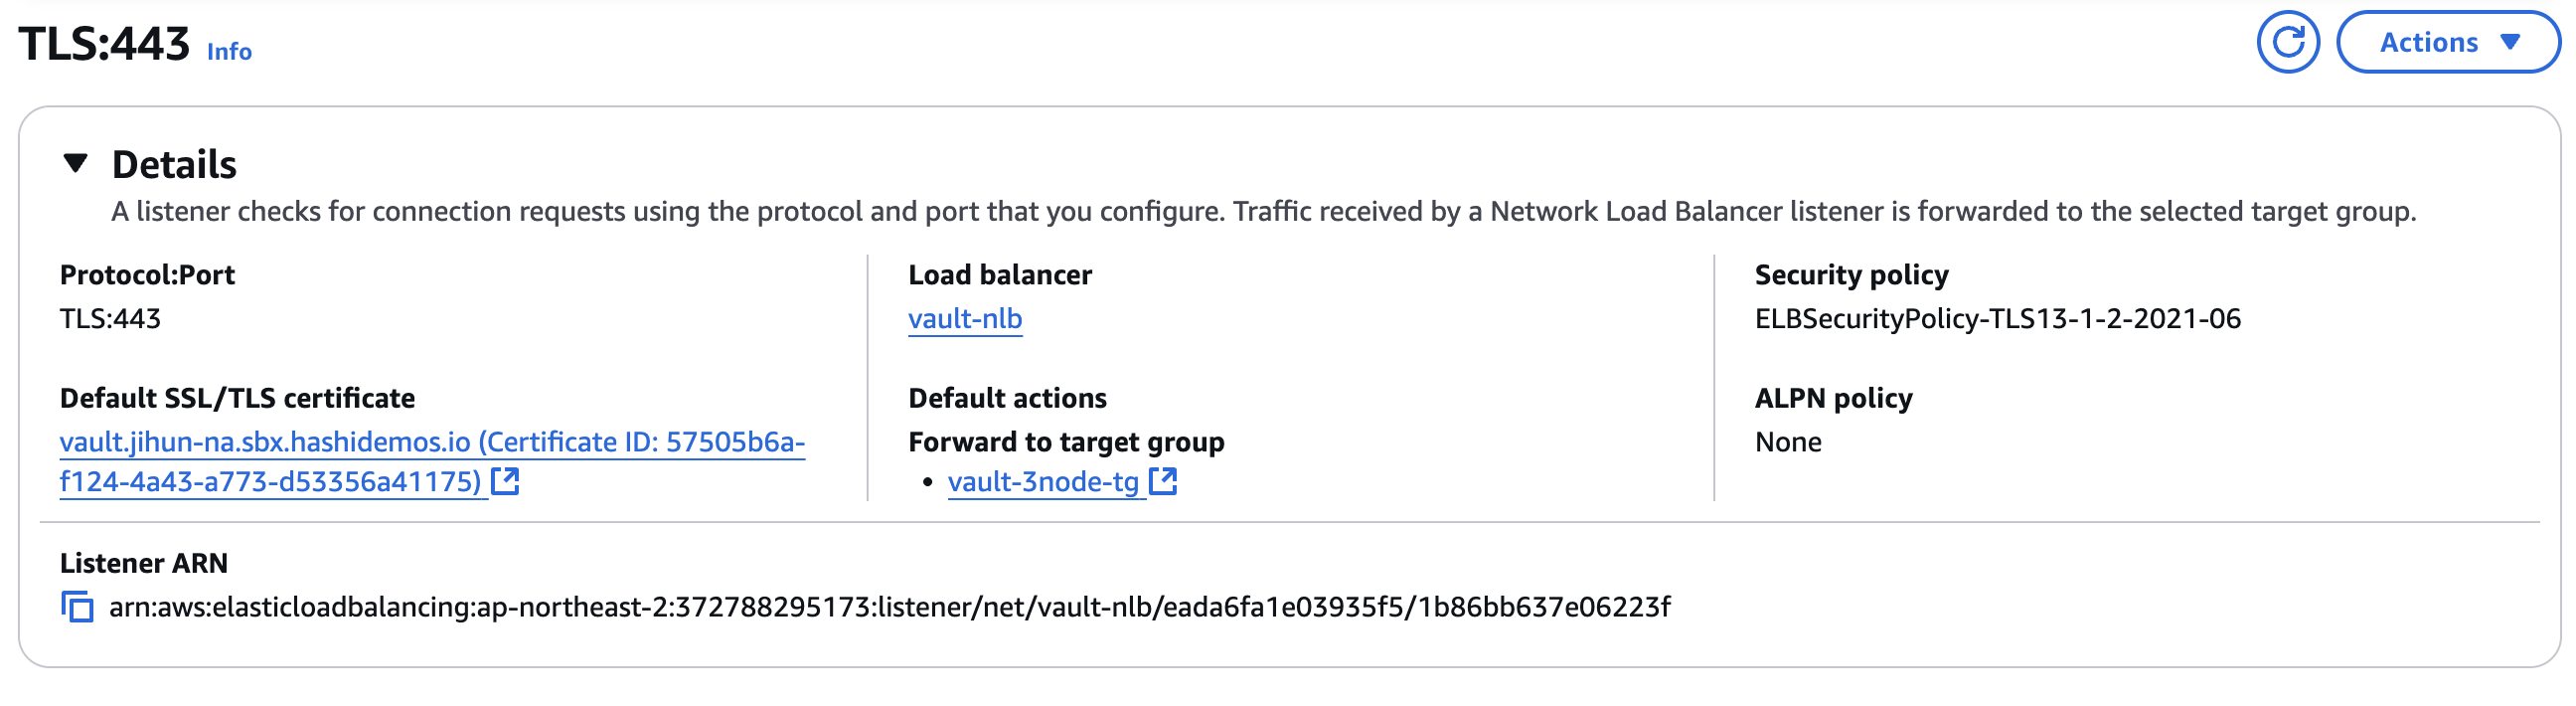 TLS:443 Info
Actions
Details
A listener checks for connection requests using the protocol and port that you configure. Traffic received by a Network Load Balancer listener is forwarded to the selected target group.
Protocol:Port
TLS:443
Load balancer
vault-nlb
Security policy
ELBSecurityPolicy-TLS13-1-2-2021-06
Default SSL/TLS certificate
vault.jihun-na.sbx.hashidemos.io (Certificate ID: 57505b6a-
f124-4a43-a773-d53356a41175)
Default actions
Forward to target group
• vault-3node-tg
ALPN policy
None
Listener ARN
arn:aws:elasticloadbalancing:ap-northeast-2:372788295173:listener/net/vault-nlb/eada6fa1e03935f5/1b86bb637e06223f